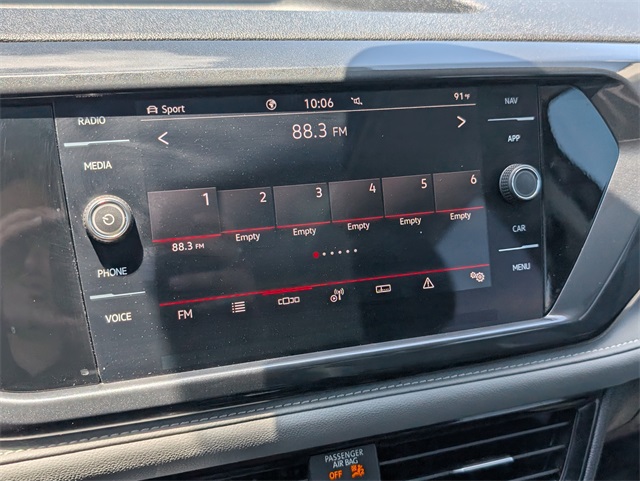 RADIO
MEDIA
PHONE
VOICE
Sport 10:06 91°F
88.3 FM
1 2 3 4 5 6
88.3 FM Empty Empty Empty Empty Empty
FM
NAV
APP
CAR
MENU
PASSENGER
AIR BAG
OFF